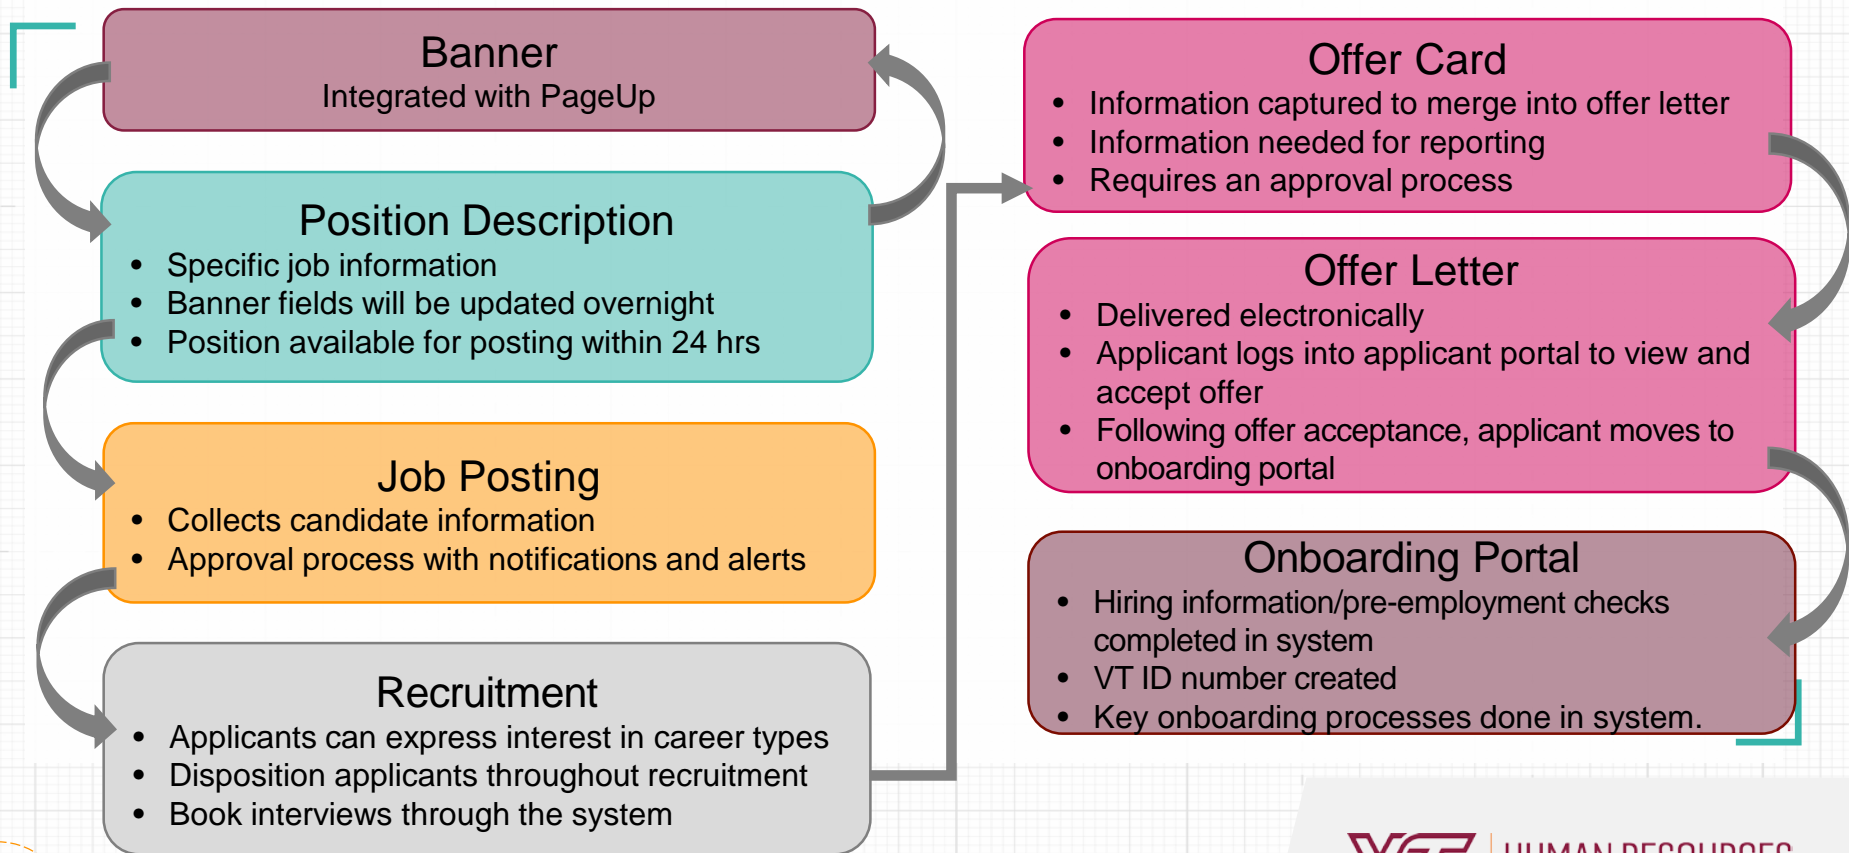 Banner
Integrated with PageUp
Position Description
• Specific job information
• Banner fields will be updated overnight
• Position available for posting within 24 hrs
Job Posting
• Collects candidate information
• Approval process with notifications and alerts
Recruitment
• Applicants can express interest in career types
• Disposition applicants throughout recruitment
• Book interviews through the system
Offer Card
• Information captured to merge into offer letter
• Information needed for reporting
• Requires an approval process
Offer Letter
• Delivered electronically
• Applicant logs into applicant portal to view and
accept offer
• Following offer acceptance, applicant moves to
onboarding portal
Onboarding Portal
• Hiring information/pre-employment checks
completed in system
• VT ID number created
• Key onboarding processes done in system.
VT HUMAN RESOURCES